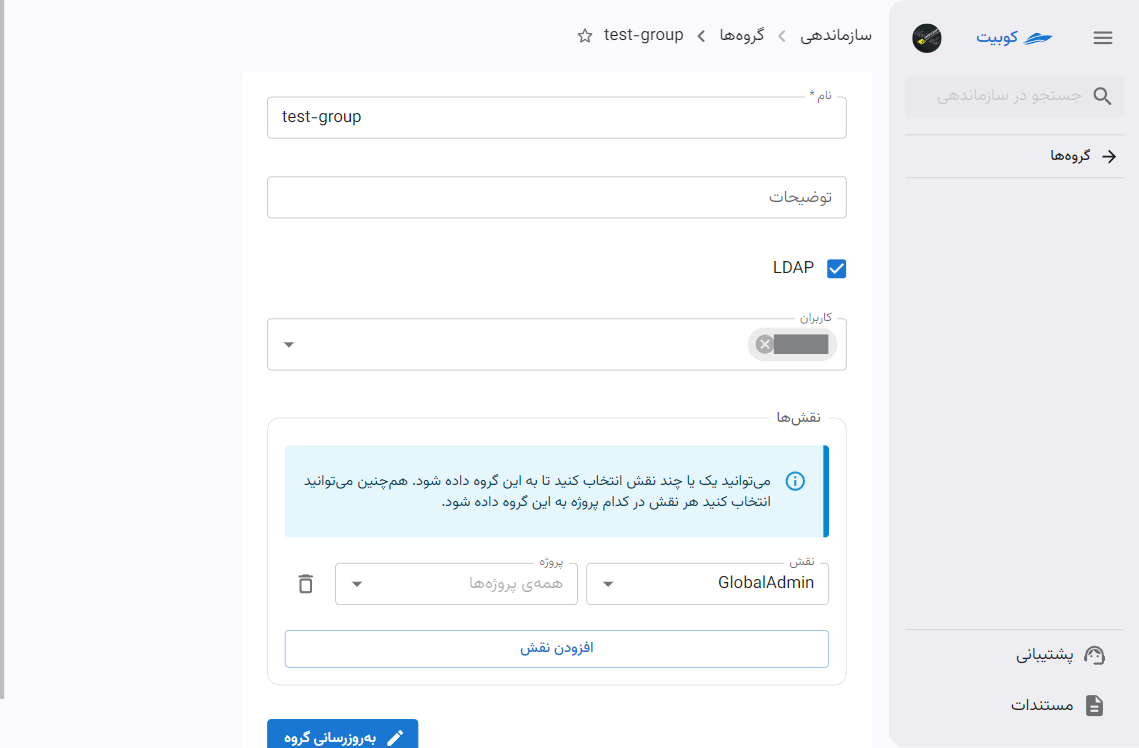 کوبیت
جستجو در سازماندهی
گروه‌ها
پشتیبانی
مستندات
سازماندهی
گروه‌ها
test-group
نام *
test-group
توضیحات
LDAP
کاربران
نقش‌ها
می‌توانید یک یا چند نقش انتخاب کنید تا به این گروه داده شود. هم‌چنین می‌توانید
انتخاب کنید هر نقش در کدام پروژه به این گروه داده شود.
نقش
GlobalAdmin
پروژه
همه‌ی پروژه‌ها
افزودن نقش
به‌روزرسانی گروه